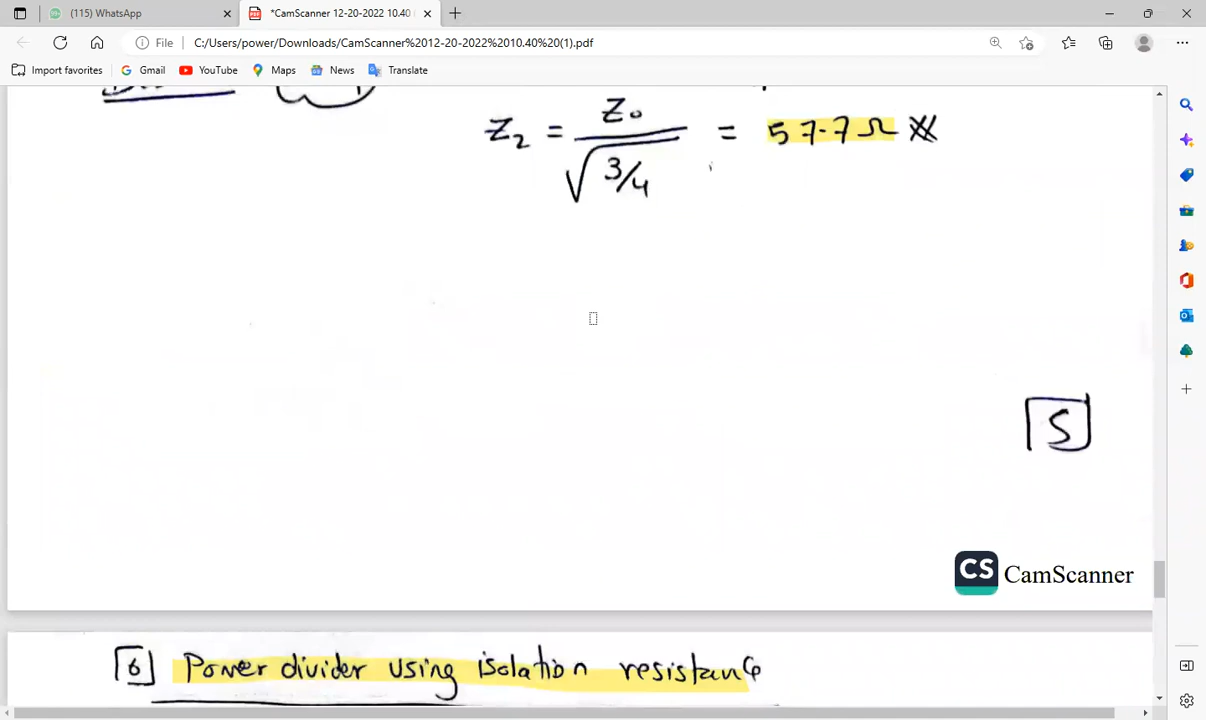 (115) WhatsApp
*CamScanner 12-20-2022 10.40
File C:/Users/power/Downloads/CamScanner%2012-20-2022%2010.40%20(1).pdf
Import favorites Gmail YouTube Maps News Translate
Z₂ = Z₀ / √3/4 = 57.7Ω
5
CS CamScanner
6 Power divider using isolation resistance